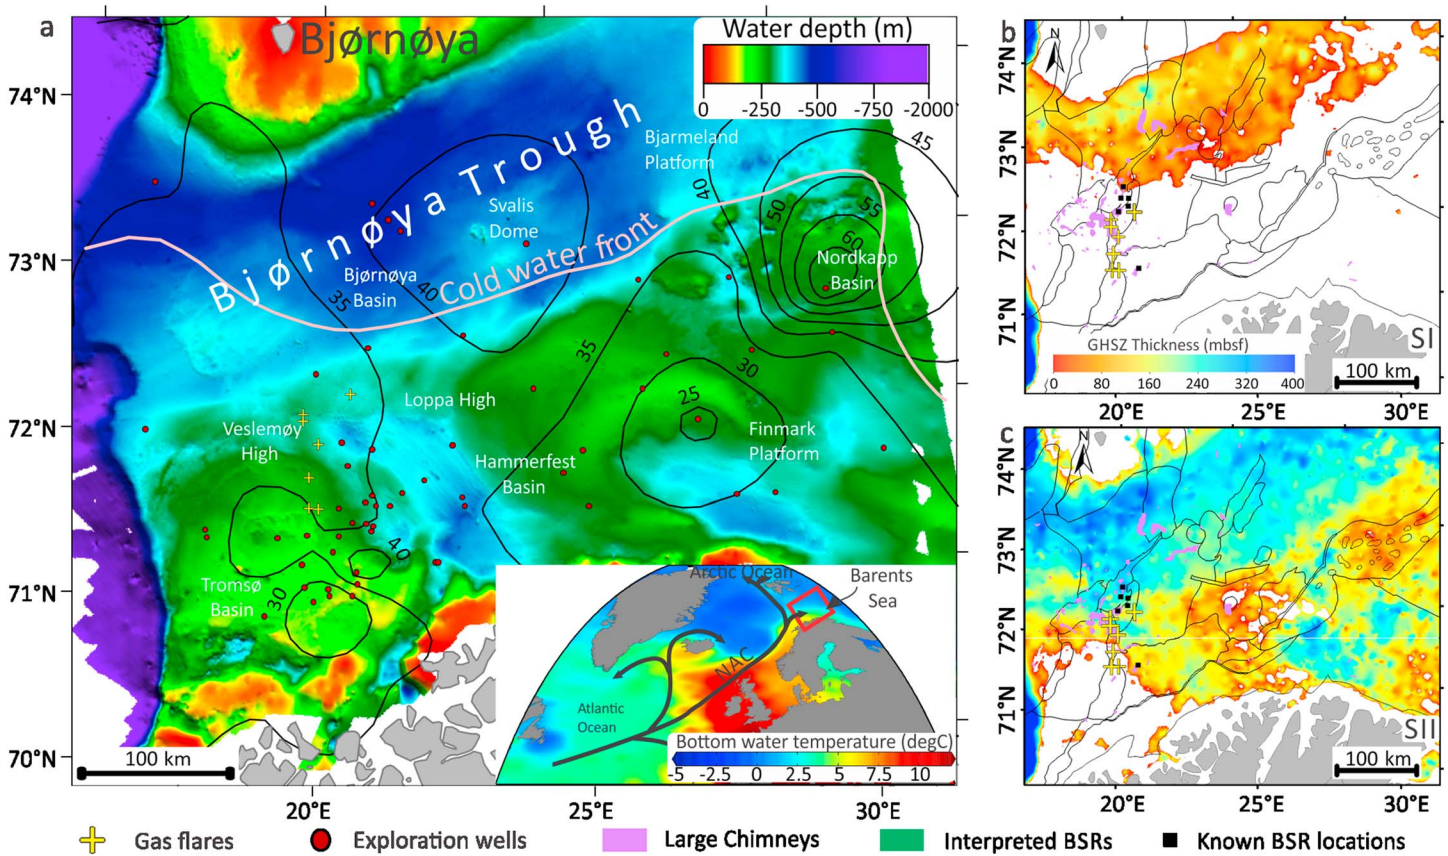 a
Bjørnøya
Water depth (m)
0 -250 -500 -750 -2000
74°N
73°N
72°N
71°N
70°N
20°E 25°E 30°E
Bjørnøya Trough
Bjarmeland
Platform
Svalis
Dome
Cold water front
Bjørnøya
Basin
Nordkapp
Basin
Loppa High
Veslemøy
High
Hammerfest
Basin
Finmark
Platform
Tromsø
Basin
45
40
50
55
60
35
40
35
30
25
40
30
100 km
Arctic Ocean
Barents
Sea
NAC
Atlantic
Ocean
Bottom water temperature (degC)
-5 -2.5 0 2.5 5 7.5 10
b
N
74°N
73°N
72°N
71°N
GHSZ Thickness (mbsf)
0 80 160 240 320 400
SI
100 km
20°E 25°E 30°E
c
N
74°N
73°N
72°N
71°N
SII
100 km
20°E 25°E 30°E
Gas flares Exploration wells Large Chimneys Interpreted BSRs Known BSR locations